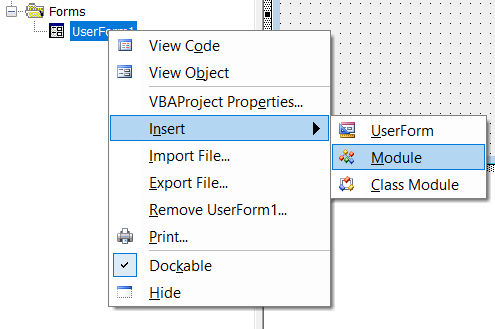 Forms
UserForm1
View Code
View Object
VBAProject Properties...
Insert
UserForm
Import File...
Module
Export File...
Class Module
Remove UserForm1...
Print...
Dockable
Hide